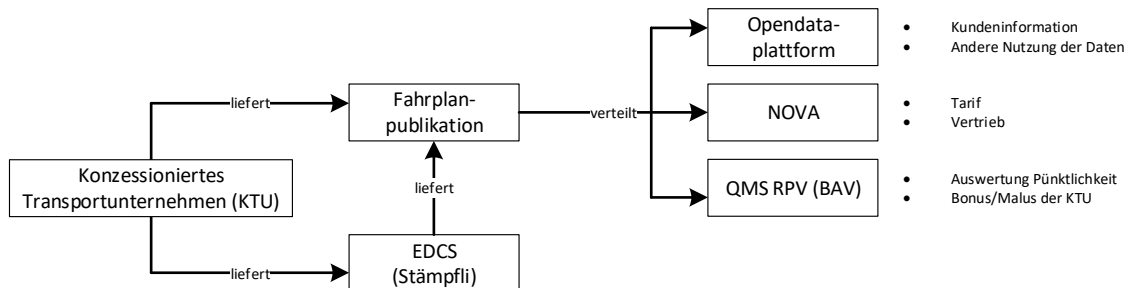 Opendata-
plattform
• Kundeninformation
• Andere Nutzung der Daten
liefert
Fahrplan-
publikation
verteilt
NOVA
• Tarif
• Vertrieb
Konzessioniertes
Transportunternehmen (KTU)
liefert
QMS RPV (BAV)
• Auswertung Pünktlichkeit
• Bonus/Malus der KTU
liefert
EDCS
(Stämpfli)